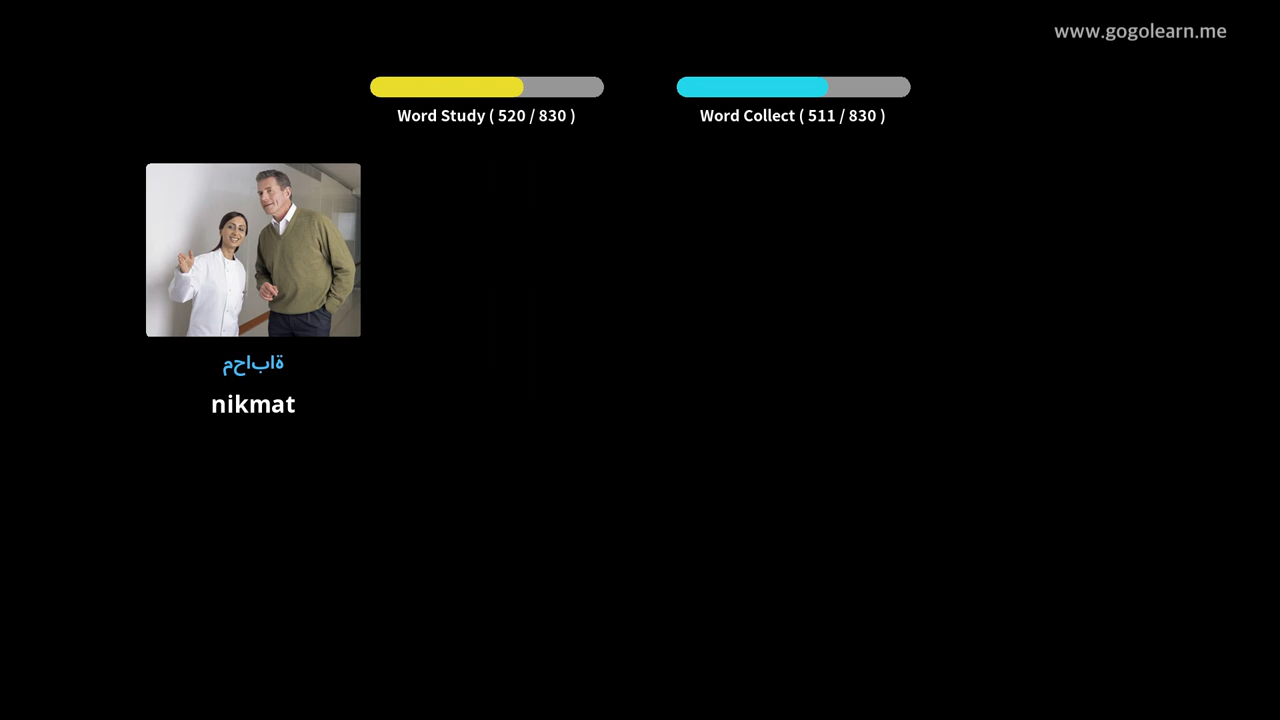 www.gogolearn.me
Word Study ( 520 / 830 )
Word Collect ( 511 / 830 )
ةاباحم
nikmat